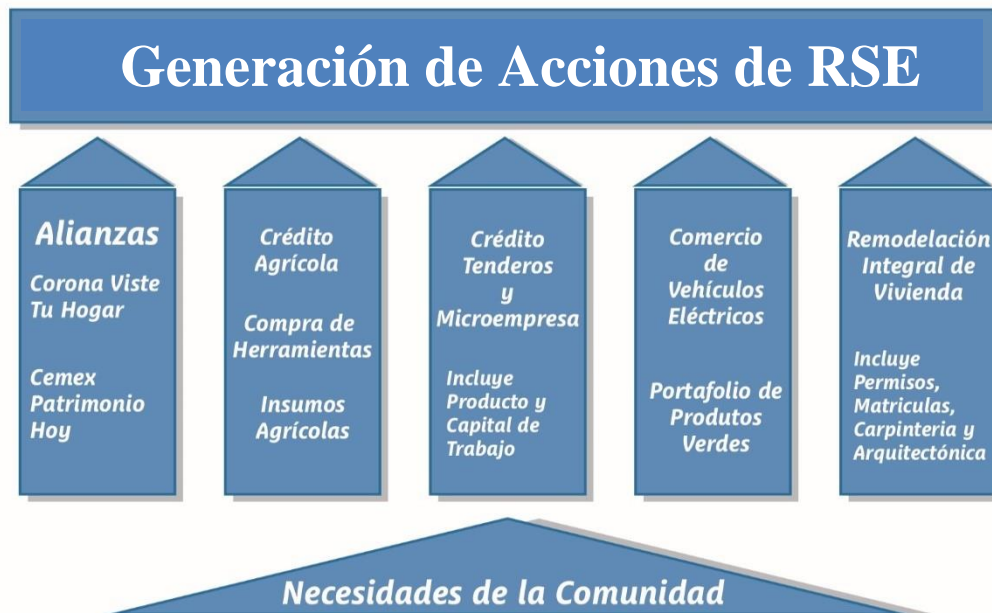 Generación de Acciones de RSE
Alianzas
Corona Viste
Tu Hogar
Cemex
Patrimonio
Hoy
Crédito
Agrícola
Compra de
Herramientas
Insumos
Agrícolas
Crédito
Tenderos
y
Microempresa
Incluye
Producto y
Capital de
Trabajo
Comercio
de
Vehículos
Eléctricos
Portafolio de
Produtos
Verdes
Remodelación
Integral de
Vivienda
Incluye
Permisos,
Matriculas,
Carpinteria y
Arquitectónica
Necesidades de la Comunidad